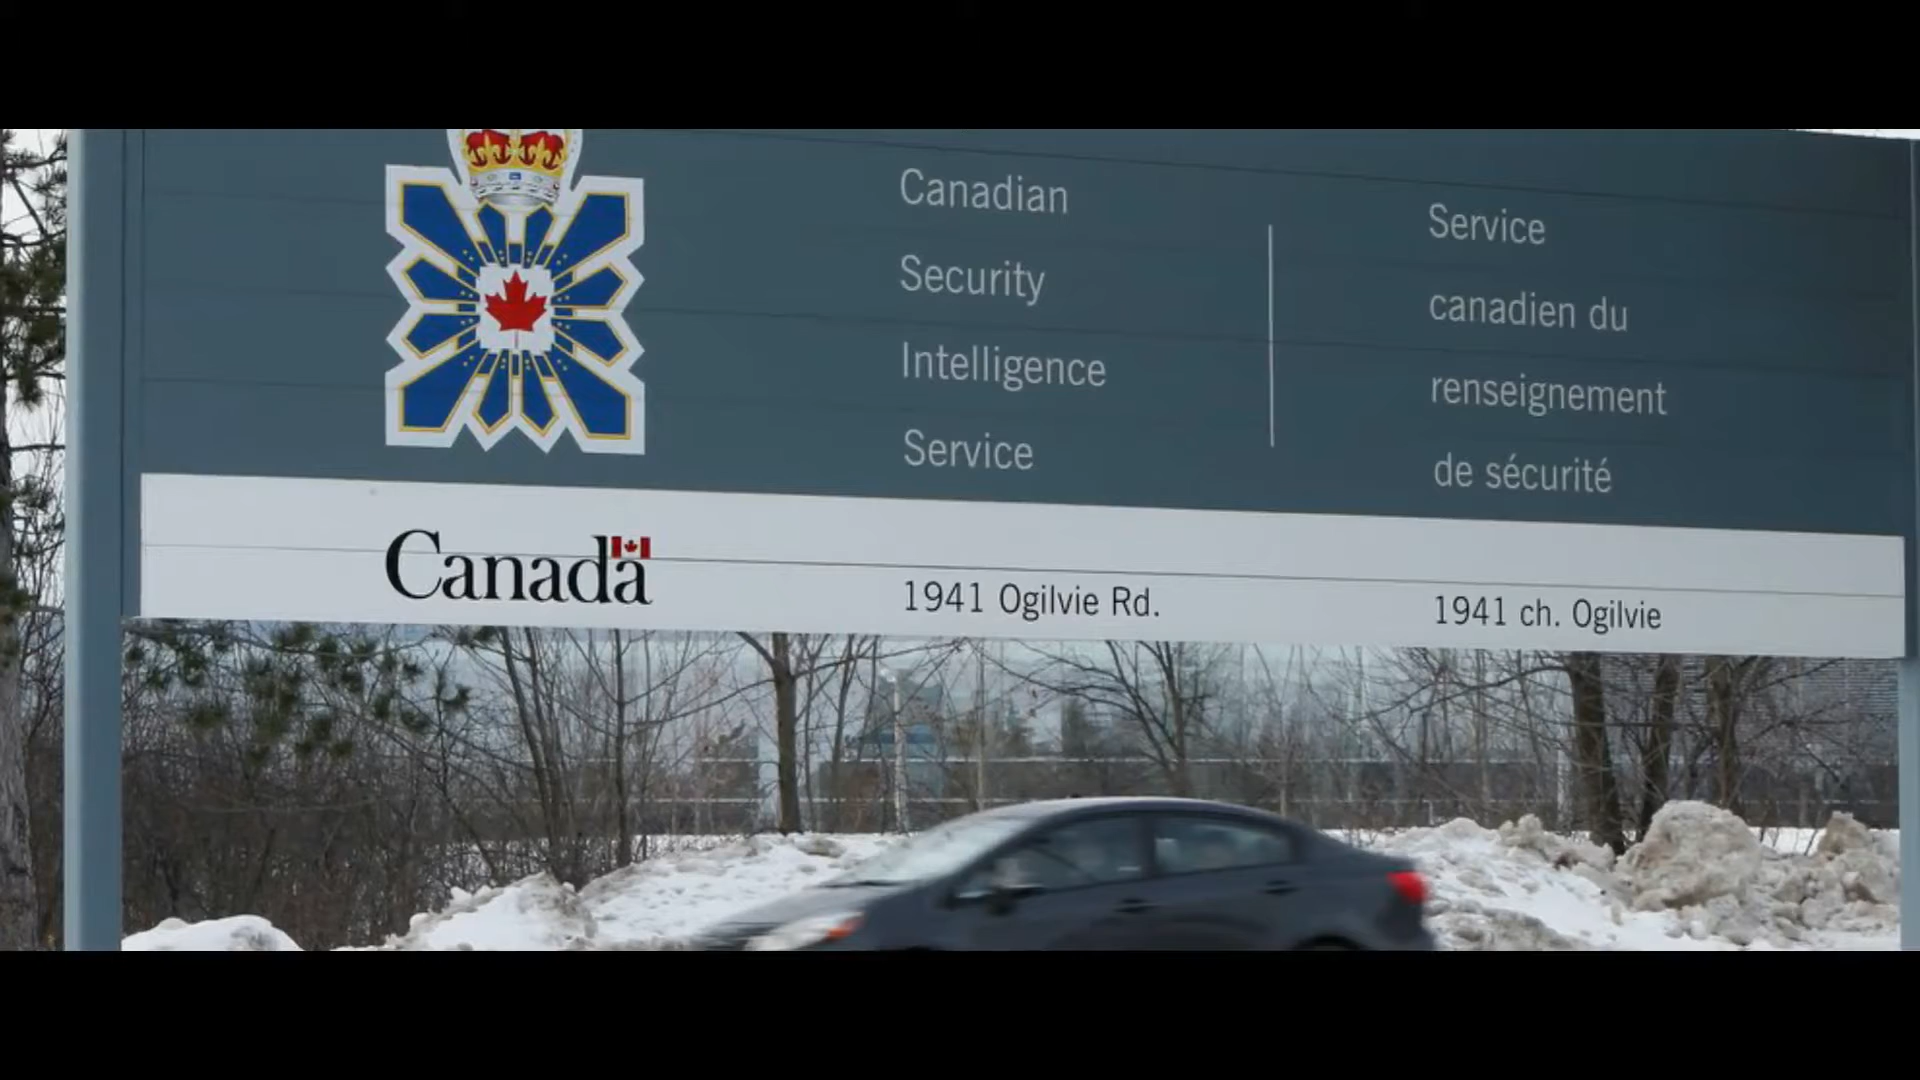 Canadian
Security
Intelligence
Service
Service
canadien du
renseignement
de sécurité
Canada
1941 Ogilvie Rd.
1941 ch. Ogilvie